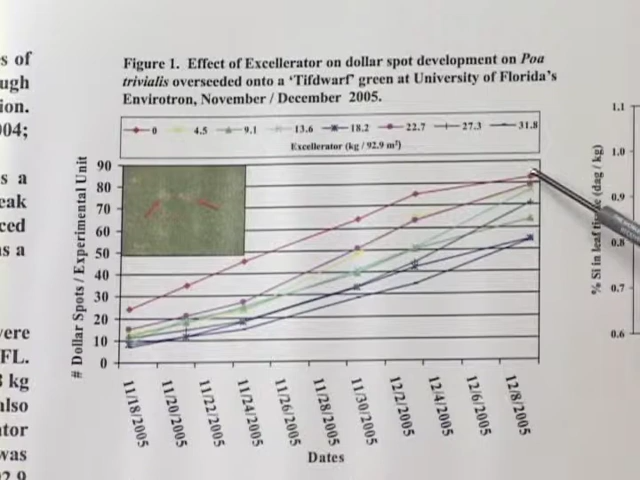 s of
ugh
ion.
004;
s a
eak
ced
as a
were
FL.
kg
also
ator
was
Figure 1. Effect of Excellerator on dollar spot development on Poa
trivialis overseeded onto a ‘Tifdwarf’ green at University of Florida’s
Envirotron, November / December 2005.
0 4.5 9.1 13.6 18.2 22.7 27.3 31.8
Excellerator (kg / 92.9 m²)
# Dollar Spots / Experimental Unit
90
80
70
60
50
40
30
20
10
0
11/18/2005
11/20/2005
11/22/2005
11/24/2005
11/26/2005
11/28/2005
11/30/2005
12/2/2005
12/4/2005
12/6/2005
12/8/2005
Dates
% Si in leaf (dag / kg)
1.1
1.0
0.9
0.8
0.7
0.6